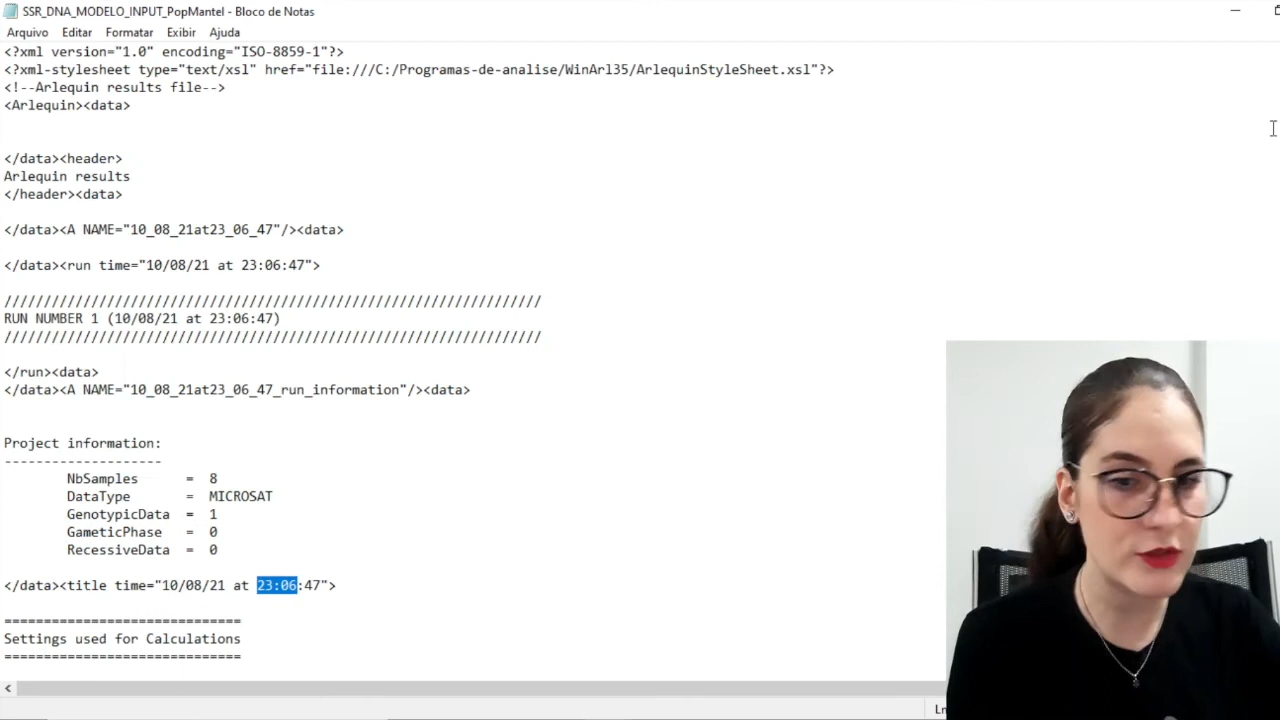 SSR_DNA_MODELO_INPUT_PopMantel - Bloco de Notas
Arquivo Editar Formatar Exibir Ajuda
<?xml version="1.0" encoding="ISO-8859-1"?>
<?xml-stylesheet type="text/xsl" href="file:///C:/Programas-de-analise/WinArl35/ArlequinStyleSheet.xsl"?>
<!--Arlequin results file-->
<Arlequin><data>
</data><header>
Arlequin results
</header><data>
</data><A NAME="10_08_21at23_06_47"/><data>
</data><run time="10/08/21 at 23:06:47">
////////////////////////////////////////////////////////////////////
RUN NUMBER 1 (10/08/21 at 23:06:47)
////////////////////////////////////////////////////////////////////
</run><data>
</data><A NAME="10_08_21at23_06_47_run_information"/><data>
Project information:
--------------------
NbSamples = 8
DataType = MICROSAT
GenotypicData = 1
GameticPhase = 0
RecessiveData = 0
</data><title time="10/08/21 at 23:06:47">
==============================
Settings used for Calculations
==============================
Ln